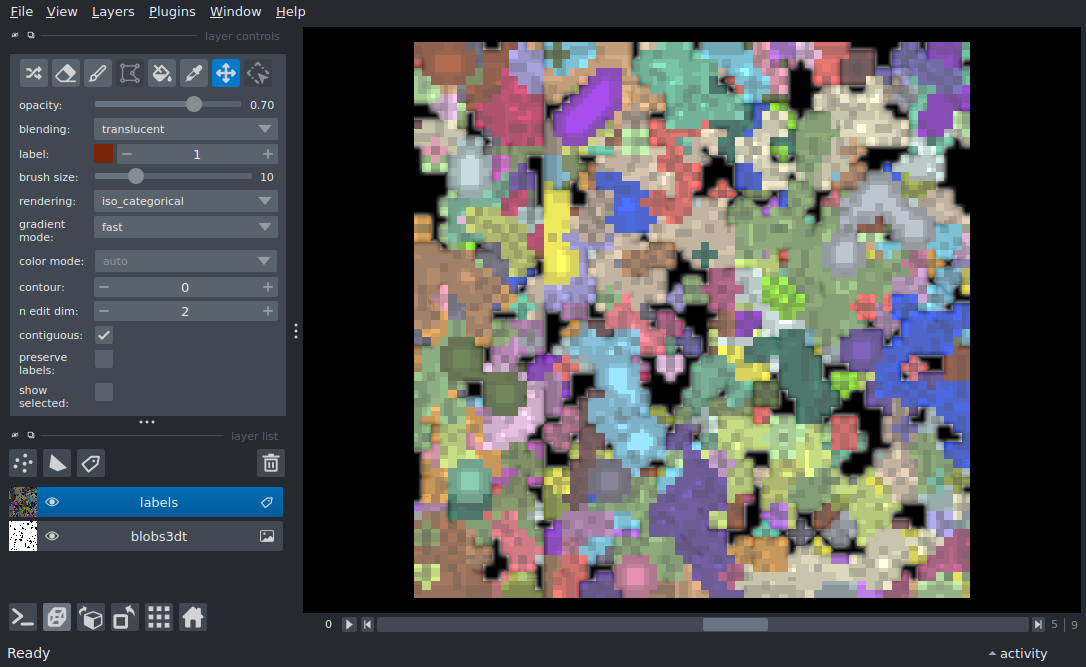 File View Layers Plugins Window Help
layer controls
opacity: 0.70
blending: translucent
label: 1
brush size: 10
rendering: iso_categorical
gradient
mode: fast
color mode: auto
contour: 0
n edit dim: 2
contiguous:
preserve
labels:
show
selected:
layer list
labels
blobs3dt
0 5 9
Ready activity